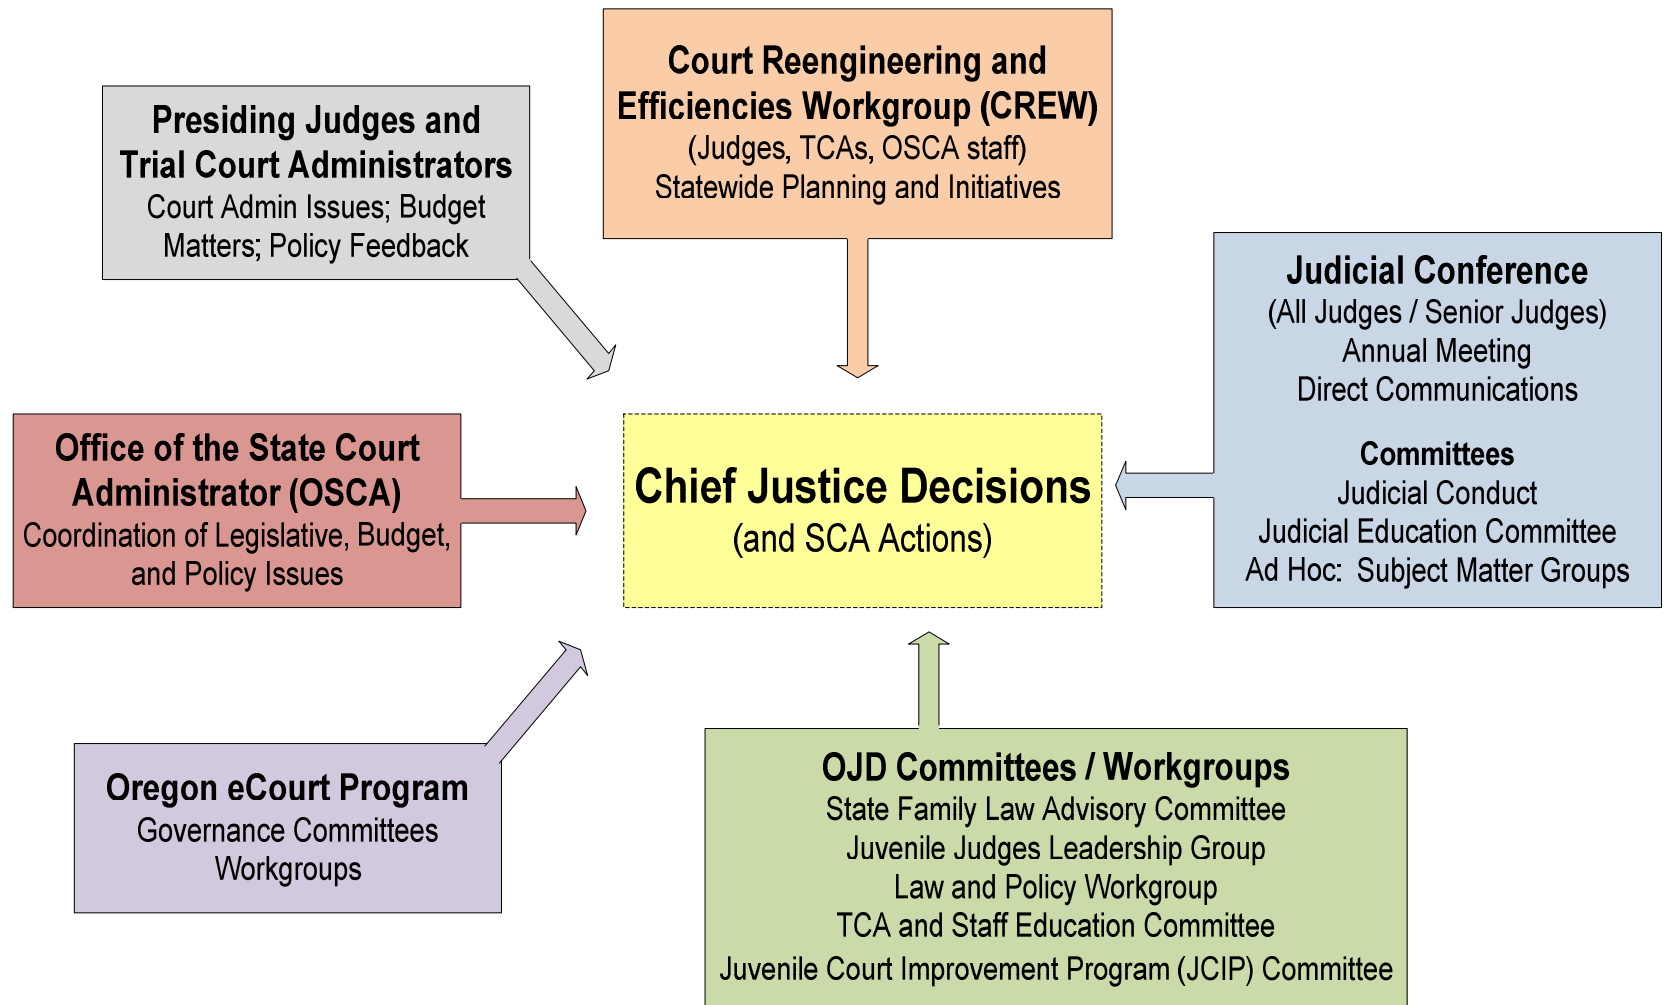 Court Reengineering and
Efficiencies Workgroup (CREW)
(Judges, TCAs, OSCA staff)
Statewide Planning and Initiatives
Presiding Judges and
Trial Court Administrators
Court Admin Issues; Budget
Matters; Policy Feedback
Judicial Conference
(All Judges / Senior Judges)
Annual Meeting
Direct Communications
Committees
Judicial Conduct
Judicial Education Committee
Ad Hoc: Subject Matter Groups
Office of the State Court
Administrator (OSCA)
Coordination of Legislative, Budget,
and Policy Issues
Chief Justice Decisions
(and SCA Actions)
Oregon eCourt Program
Governance Committees
Workgroups
OJD Committees / Workgroups
State Family Law Advisory Committee
Juvenile Judges Leadership Group
Law and Policy Workgroup
TCA and Staff Education Committee
Juvenile Court Improvement Program (JCIP) Committee